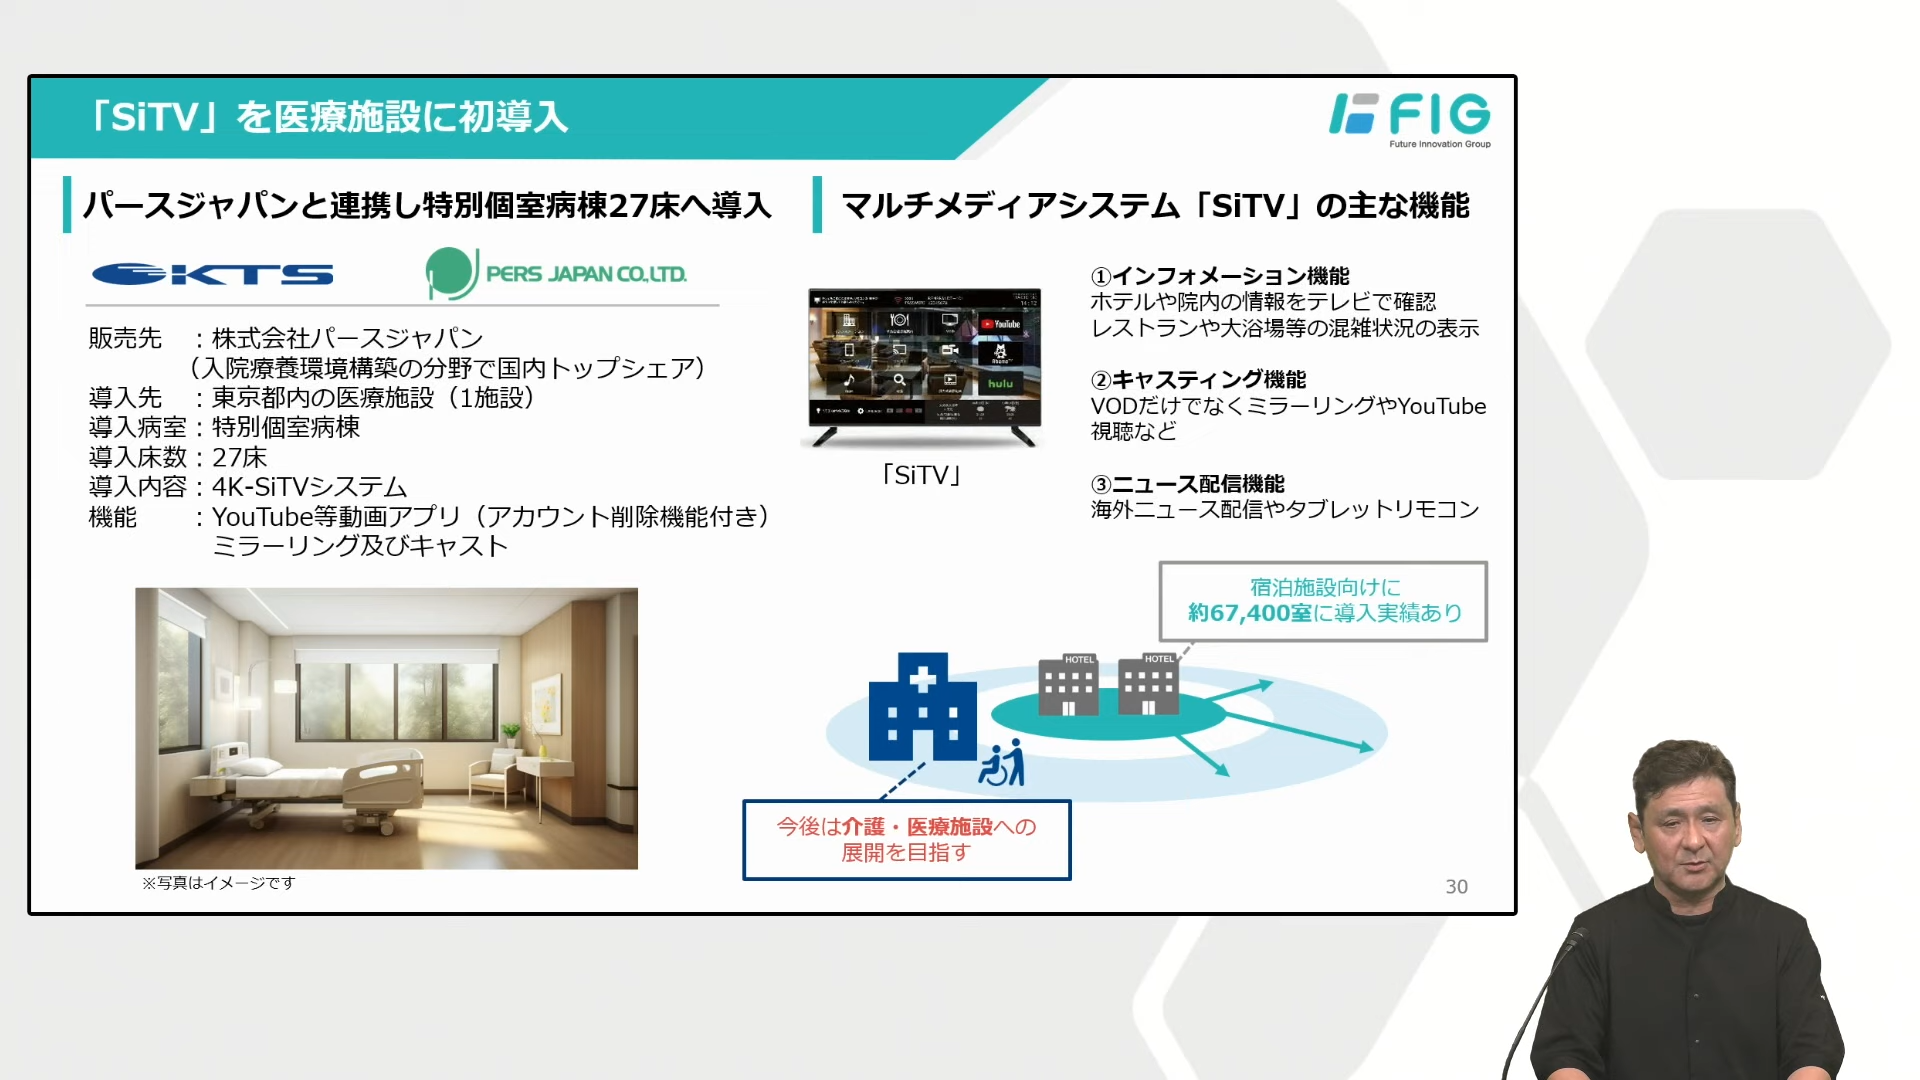 「SiTV」を医療施設に初導入
FIG
Future Innovation Group
パースジャパンと連携し特別個室病棟27床へ導入
KTS
PERS JAPAN CO.,LTD.
販売先　：株式会社パースジャパン
（入院療養環境構築の分野で国内トップシェア）
導入先　：東京都内の医療施設（1施設）
導入病室：特別個室病棟
導入床数：27床
導入内容：4K-SiTVシステム
機能　　：YouTube等動画アプリ（アカウント削除機能付き）
ミラーリング及びキャスト
※写真はイメージです
マルチメディアシステム「SiTV」の主な機能
YouTube
hulu
「SiTV」
①インフォメーション機能
ホテルや院内の情報をテレビで確認
レストランや大浴場等の混雑状況の表示
②キャスティング機能
VODだけでなくミラーリングやYouTube
視聴など
③ニュース配信機能
海外ニュース配信やタブレットリモコン
宿泊施設向けに
約67,400室に導入実績あり
HOTEL
HOTEL
今後は介護・医療施設への
展開を目指す
30